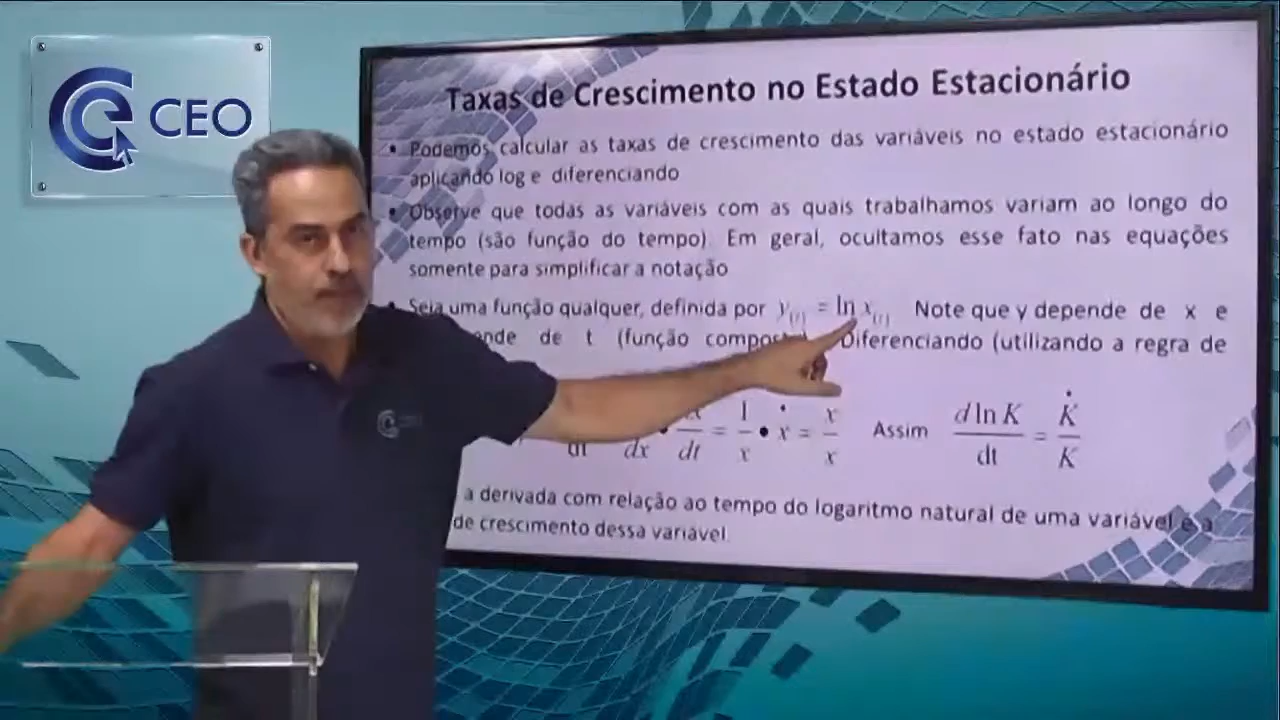 CEO
Taxas de Crescimento no Estado Estacionário
• Podemos calcular as taxas de crescimento das variáveis no estado estacionário
aplicando log e diferenciando
• Observe que todas as variáveis com as quais trabalhamos variam ao longo do
tempo (são função do tempo). Em geral, ocultamos esse fato nas equações
somente para simplificar a notação
• Seja uma função qualquer, definida por y(t) = ln x(t) Note que y depende de x e
de t (função Diferenciando (utilizando a regra de
dx dt = 1/x • ẋ = ẋ/x Assim d ln K/dt = K̇/K
a derivada com relação ao tempo do logaritmo natural de uma variável é a
de crescimento dessa variável.